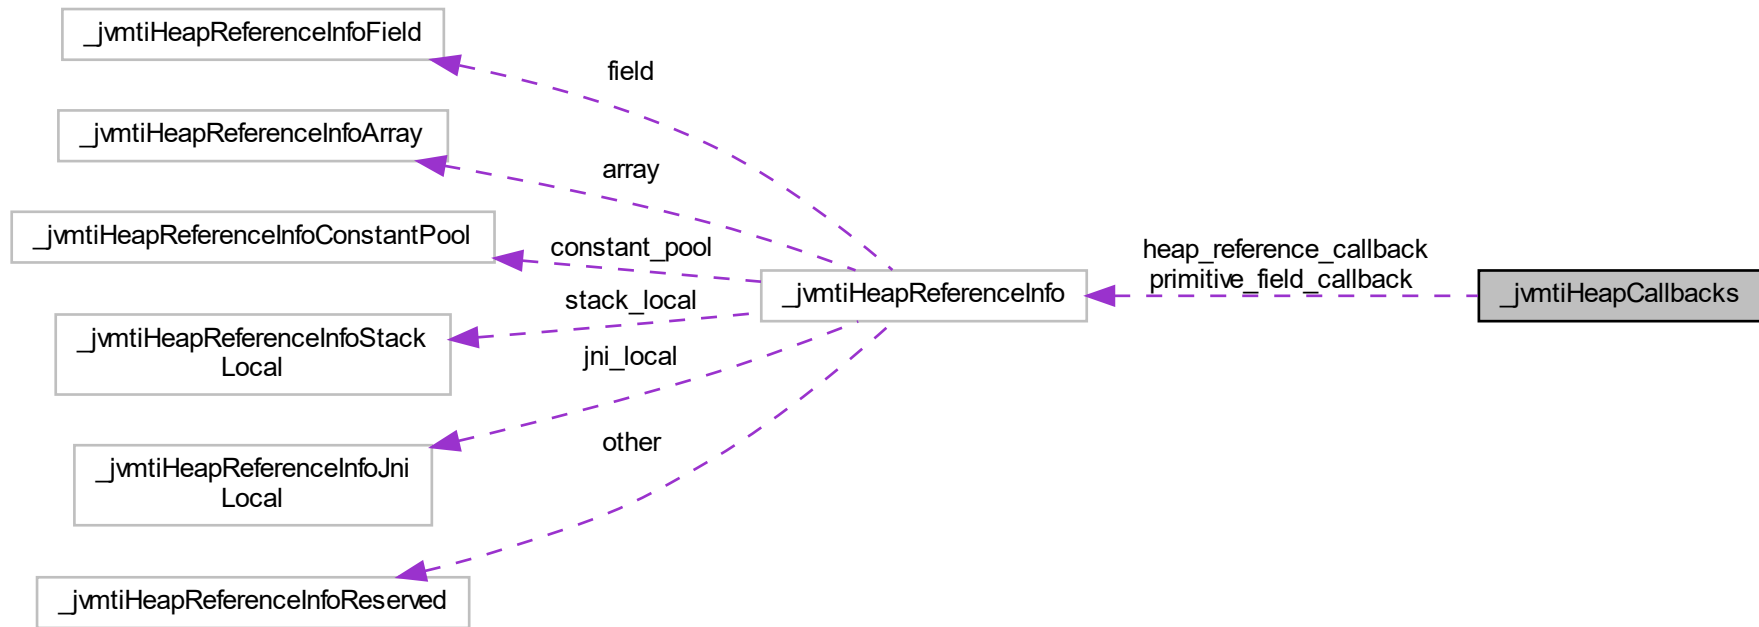 _jvmtiHeapReferenceInfoField
field
_jvmtiHeapReferenceInfoArray
array
_jvmtiHeapReferenceInfoConstantPool
constant_pool
heap_reference_callback
primitive_field_callback
_jvmtiHeapReferenceInfo
_jvmtiHeapCallbacks
stack_local
_jvmtiHeapReferenceInfoStack
Local
jni_local
_jvmtiHeapReferenceInfoJni
Local
other
_jvmtiHeapReferenceInfoReserved